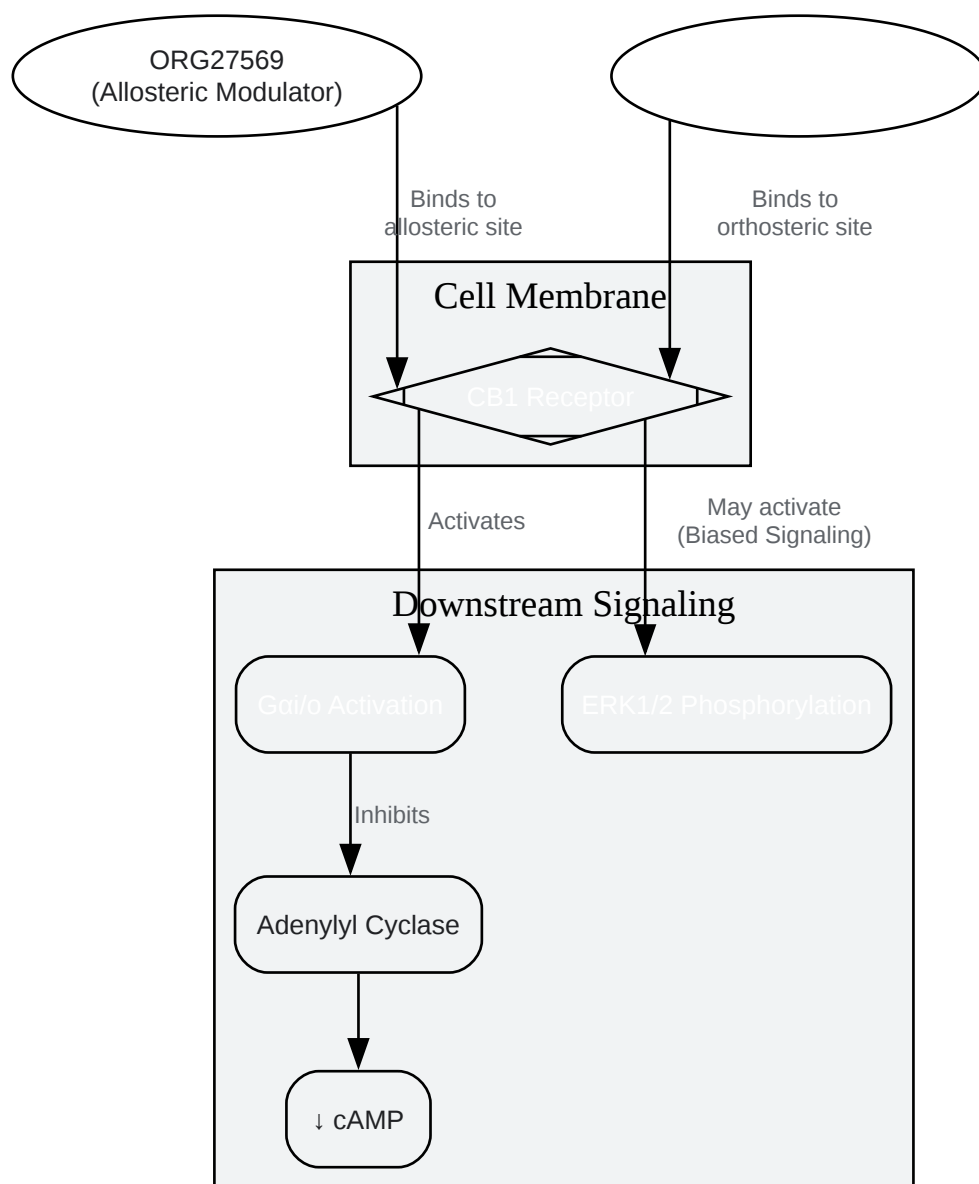 ORG27569
(Allosteric Modulator)
Binds to
allosteric site
Binds to
orthosteric site
Cell Membrane
CB1 Receptor
Activates
May activate
(Biased Signaling)
Downstream Signaling
Gαi/o Activation
ERK1/2 Phosphorylation
Inhibits
Adenylyl Cyclase
↓ cAMP